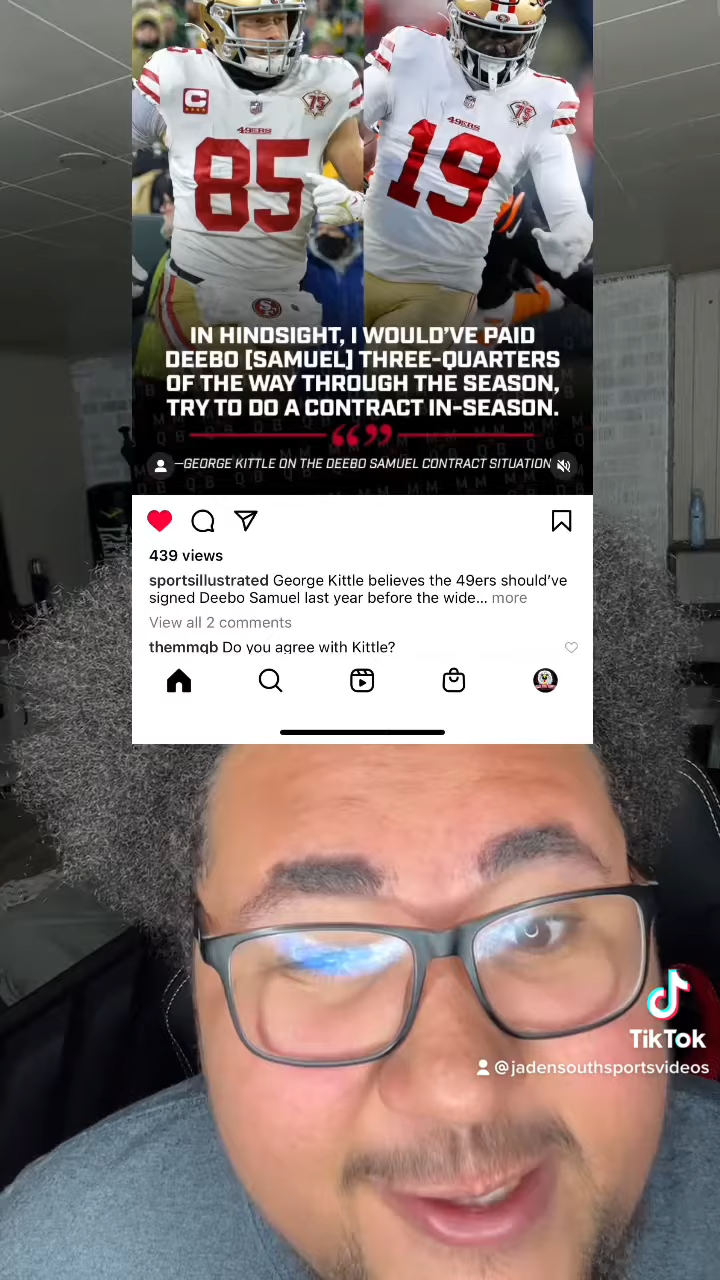 C
75
75
49ERS
49ERS
85
19
SF
IN HINDSIGHT, I WOULD'VE PAID
DEEBO [SAMUEL] THREE-QUARTERS
OF THE WAY THROUGH THE SEASON,
TRY TO DO A CONTRACT IN-SEASON.
—GEORGE KITTLE ON THE DEEBO SAMUEL CONTRACT SITUATION
439 views
sportsillustrated George Kittle believes the 49ers should've
signed Deebo Samuel last year before the wide... more
View all 2 comments
themmqb Do you agree with Kittle?
TikTok
@jadensouthsportsvideos